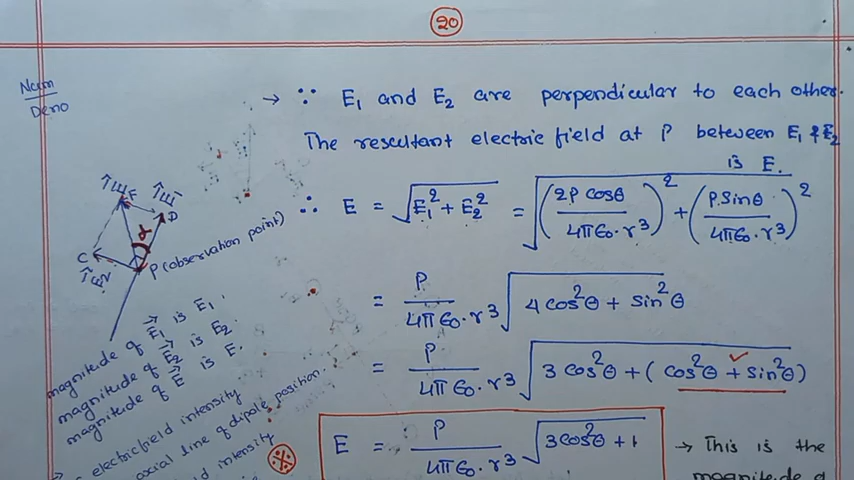 20
Num
Deno
→ ∵ E₁ and E₂ are perpendicular to each other.
The resultant electric field at P between E₁ & E₂
is E.
∴ E = √(E₁² + E₂²) = √((2P cosθ / 4πϵ₀·r³)² + (P sinθ / 4πϵ₀·r³)²)
= P / 4πϵ₀·r³ √(4cos²θ + sin²θ)
= P / 4πϵ₀·r³ √(3cos²θ + (cos²θ + sin²θ)) ✓
E = P / 4πϵ₀·r³ √(3cos²θ + 1
→ This is the
F
E
E₁
D
α
C
E₂
P (observation point)
magnitude of E₁ is E₁.
magnitude of E₂ is E₂.
magnitude of E is E.
electric field intensity
axial line of dipole position.
intensity